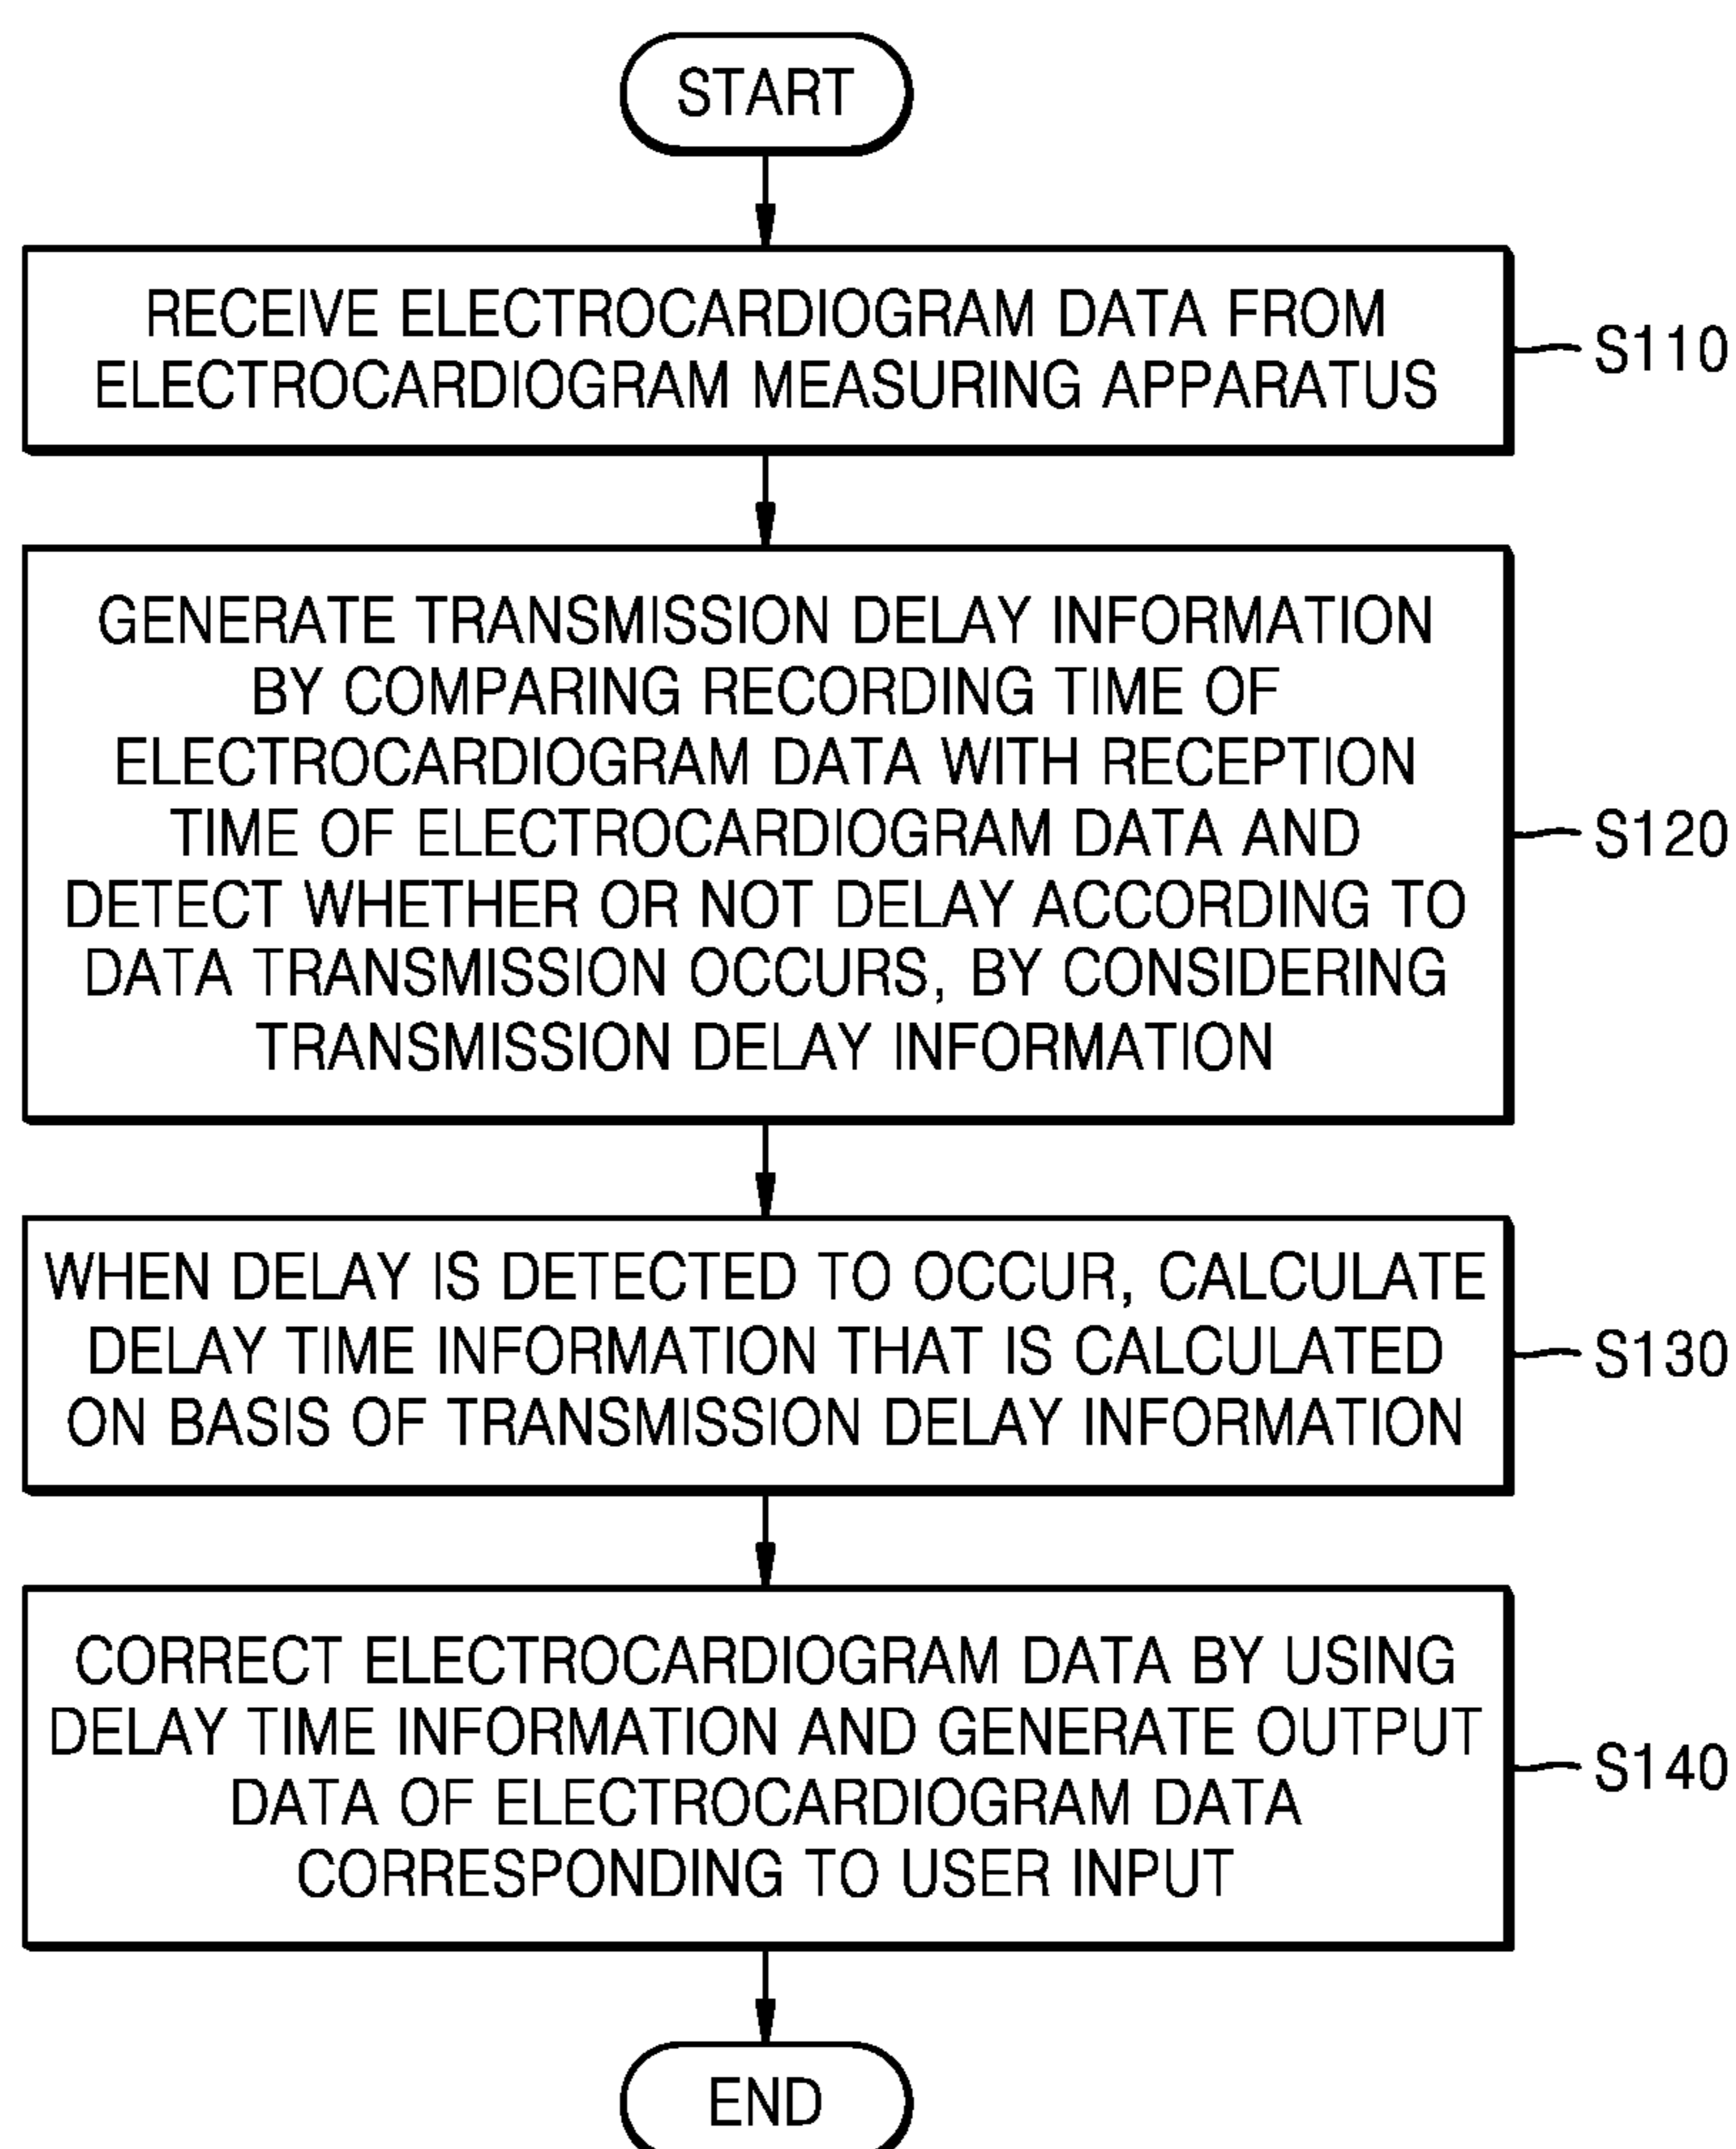 START
RECEIVE ELECTROCARDIOGRAM DATA FROM
ELECTROCARDIOGRAM MEASURING APPARATUS
S110
GENERATE TRANSMISSION DELAY INFORMATION
BY COMPARING RECORDING TIME OF
ELECTROCARDIOGRAM DATA WITH RECEPTION
TIME OF ELECTROCARDIOGRAM DATA AND
DETECT WHETHER OR NOT DELAY ACCORDING TO
DATA TRANSMISSION OCCURS, BY CONSIDERING
TRANSMISSION DELAY INFORMATION
S120
WHEN DELAY IS DETECTED TO OCCUR, CALCULATE
DELAY TIME INFORMATION THAT IS CALCULATED
ON BASIS OF TRANSMISSION DELAY INFORMATION
S130
CORRECT ELECTROCARDIOGRAM DATA BY USING
DELAY TIME INFORMATION AND GENERATE OUTPUT
DATA OF ELECTROCARDIOGRAM DATA
CORRESPONDING TO USER INPUT
S140
END